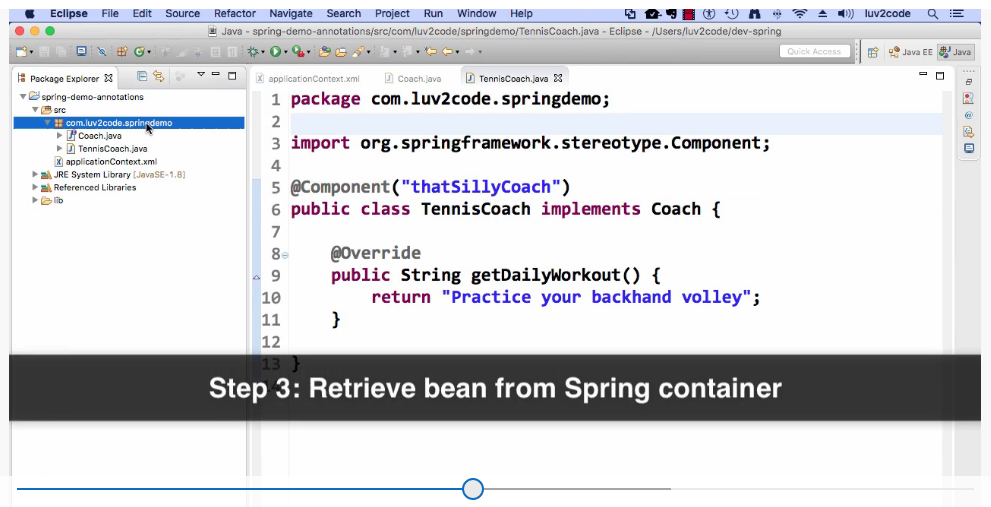 Eclipse File Edit Source Refactor Navigate Search Project Run Window Help luv2code
Java - spring-demo-annotations/src/com/luv2code/springdemo/TennisCoach.java - Eclipse - /Users/luv2code/dev-spring
Quick Access Java EE Java
Package Explorer
applicationContext.xml Coach.java TennisCoach.java
spring-demo-annotations
src
com.luv2code.springdemo
Coach.java
TennisCoach.java
applicationContext.xml
JRE System Library [JavaSE-1.8]
Referenced Libraries
lib
1 package com.luv2code.springdemo;
2
3 import org.springframework.stereotype.Component;
4
5 @Component("thatSillyCoach")
6 public class TennisCoach implements Coach {
7
8 @Override
9 public String getDailyWorkout() {
10 return "Practice your backhand volley";
11 }
12
13 }
Step 3: Retrieve bean from Spring container